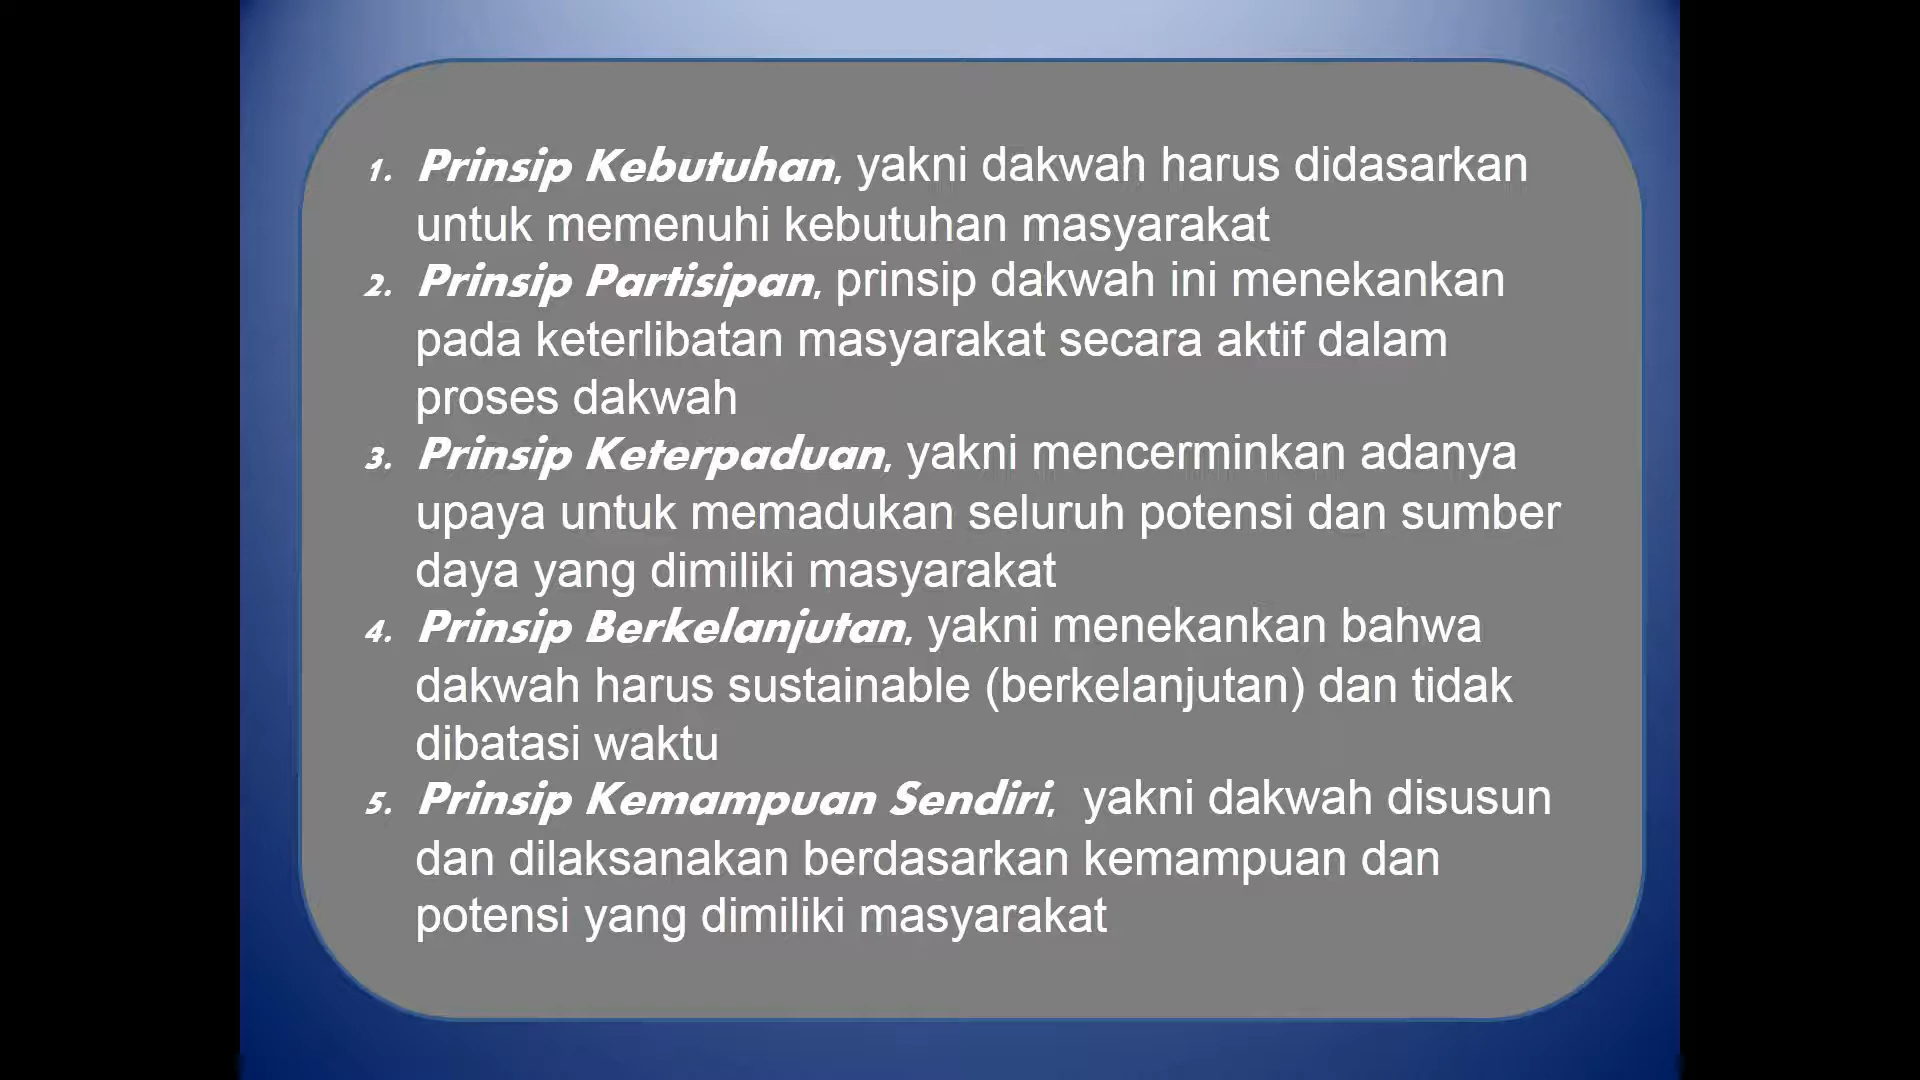 1. Prinsip Kebutuhan, yakni dakwah harus didasarkan
untuk memenuhi kebutuhan masyarakat
2. Prinsip Partisipan, prinsip dakwah ini menekankan
pada keterlibatan masyarakat secara aktif dalam
proses dakwah
3. Prinsip Keterpaduan, yakni mencerminkan adanya
upaya untuk memadukan seluruh potensi dan sumber
daya yang dimiliki masyarakat
4. Prinsip Berkelanjutan, yakni menekankan bahwa
dakwah harus sustainable (berkelanjutan) dan tidak
dibatasi waktu
5. Prinsip Kemampuan Sendiri, yakni dakwah disusun
dan dilaksanakan berdasarkan kemampuan dan
potensi yang dimiliki masyarakat